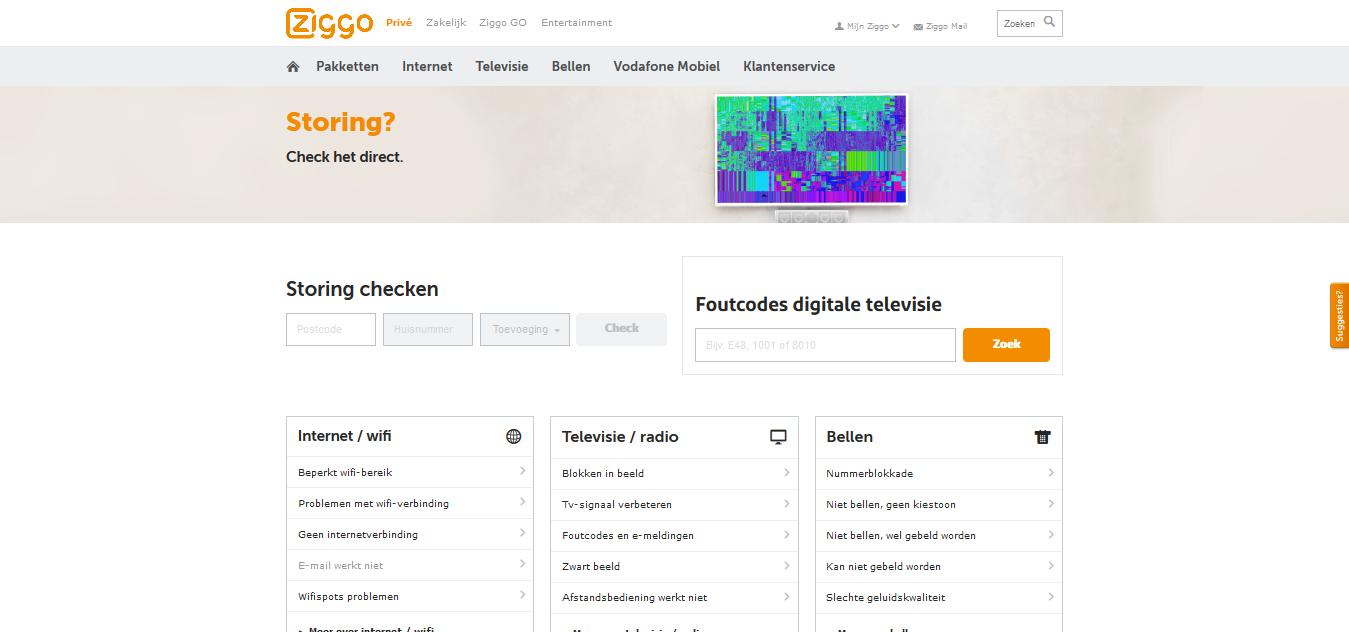 ziggo Privé Zakelijk Ziggo GO Entertainment Mijn Ziggo Ziggo Mail Zoeken
Pakketten Internet Televisie Bellen Vodafone Mobiel Klantenservice
Storing?
Check het direct.
Suggesties?
Storing checken
Postcode Huisnummer Toevoeging Check
Foutcodes digitale televisie
Bijv. E48, 1001 of 8010 Zoek
Internet / wifi
Beperkt wifi-bereik
Problemen met wifi-verbinding
Geen internetverbinding
E-mail werkt niet
Wifispots problemen
Meer over internet / wifi
Televisie / radio
Blokken in beeld
Tv-signaal verbeteren
Foutcodes en e-meldingen
Zwart beeld
Afstandsbediening werkt niet
Bellen
Nummerblokkade
Niet bellen, geen kiestoon
Niet bellen, wel gebeld worden
Kan niet gebeld worden
Slechte geluidskwaliteit